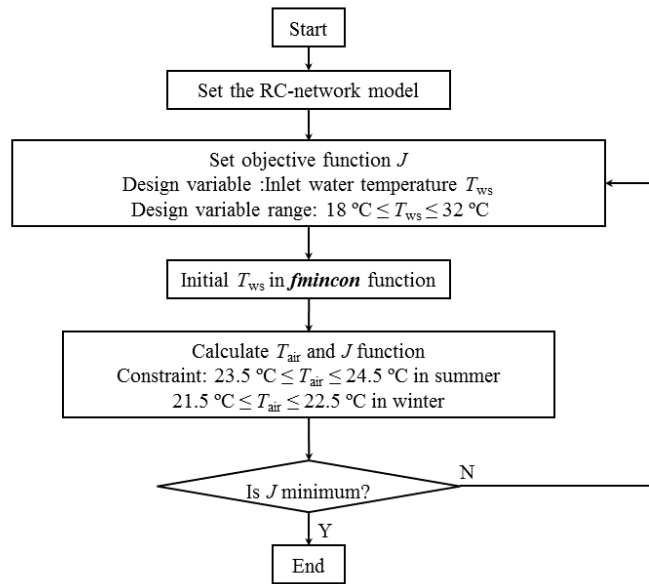 Start
Set the RC-network model
Set objective function J
Design variable :Inlet water temperature Tws
Design variable range: 18 ºC ≤ Tws ≤ 32 ºC
Initial Tws in fmincon function
Calculate Tair and J function
Constraint: 23.5 ºC ≤ Tair ≤ 24.5 ºC in summer
21.5 ºC ≤ Tair ≤ 22.5 ºC in winter
Is J minimum?
N
Y
End